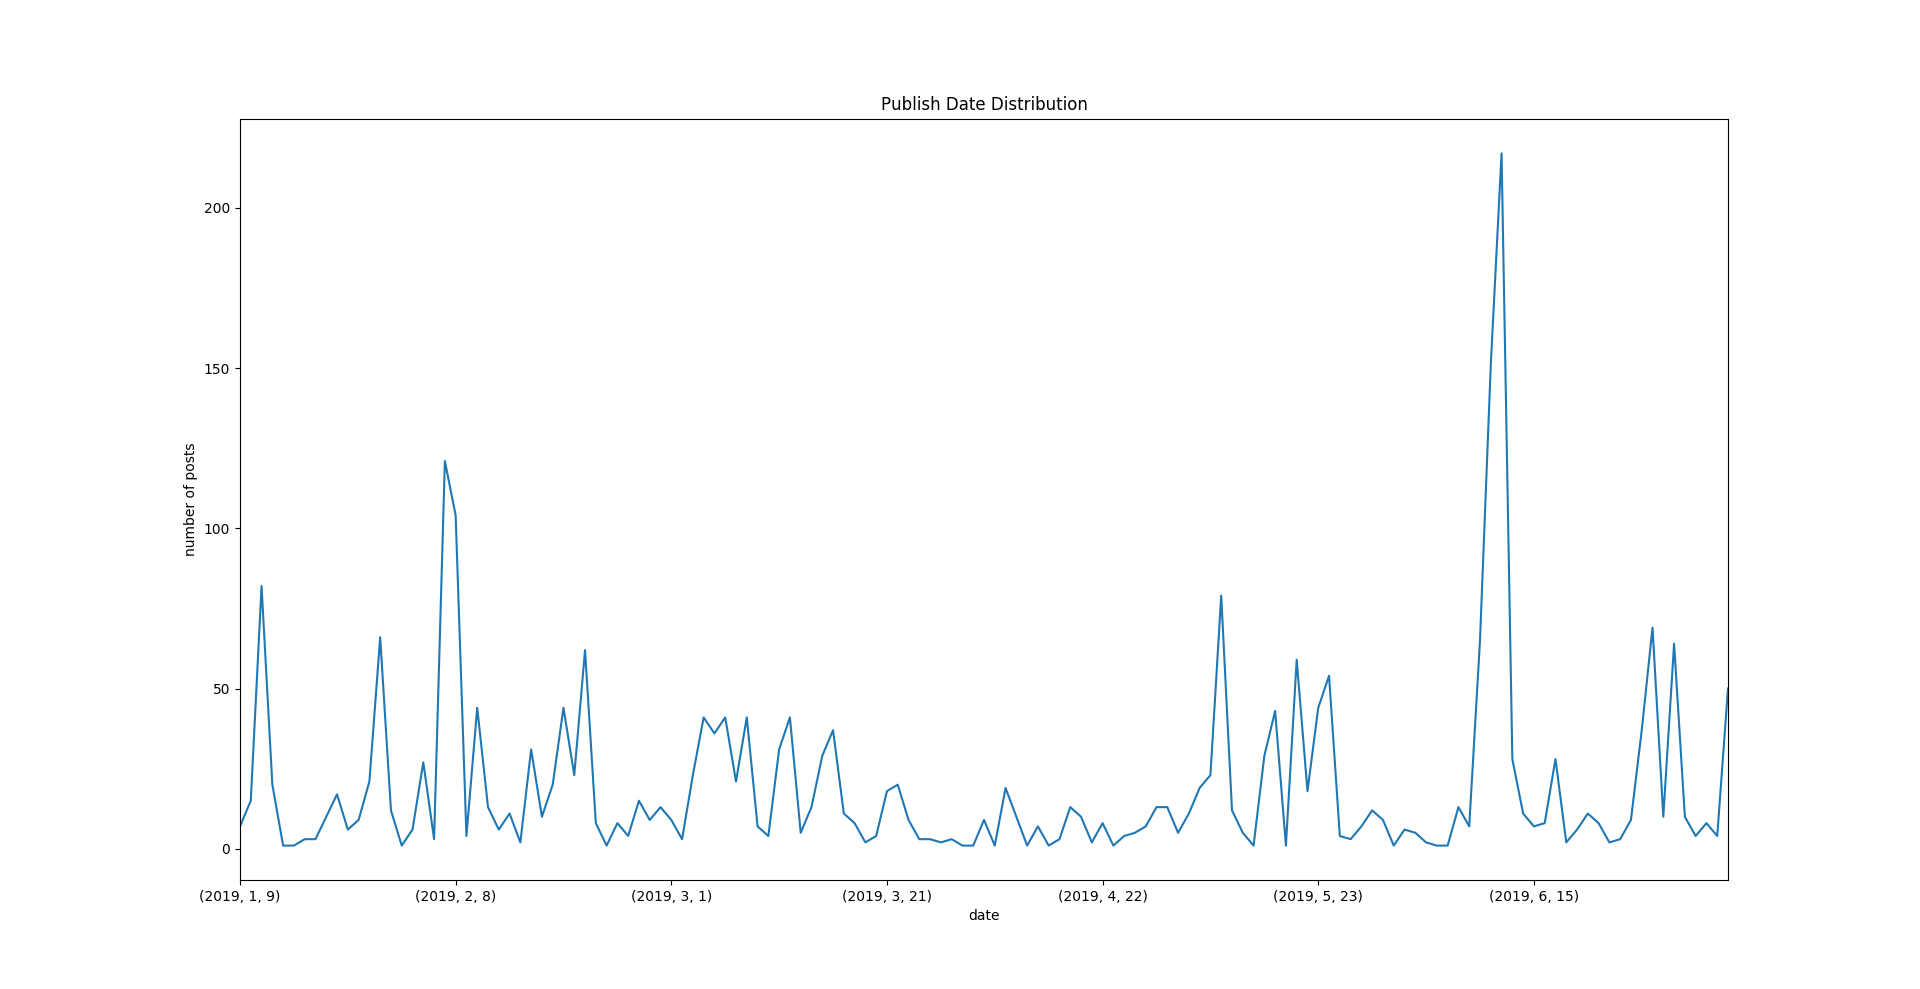 Publish Date Distribution
number of posts
200
150
100
50
0
(2019, 1, 9) (2019, 2, 8) (2019, 3, 1) (2019, 3, 21) (2019, 4, 22) (2019, 5, 23) (2019, 6, 15)
date